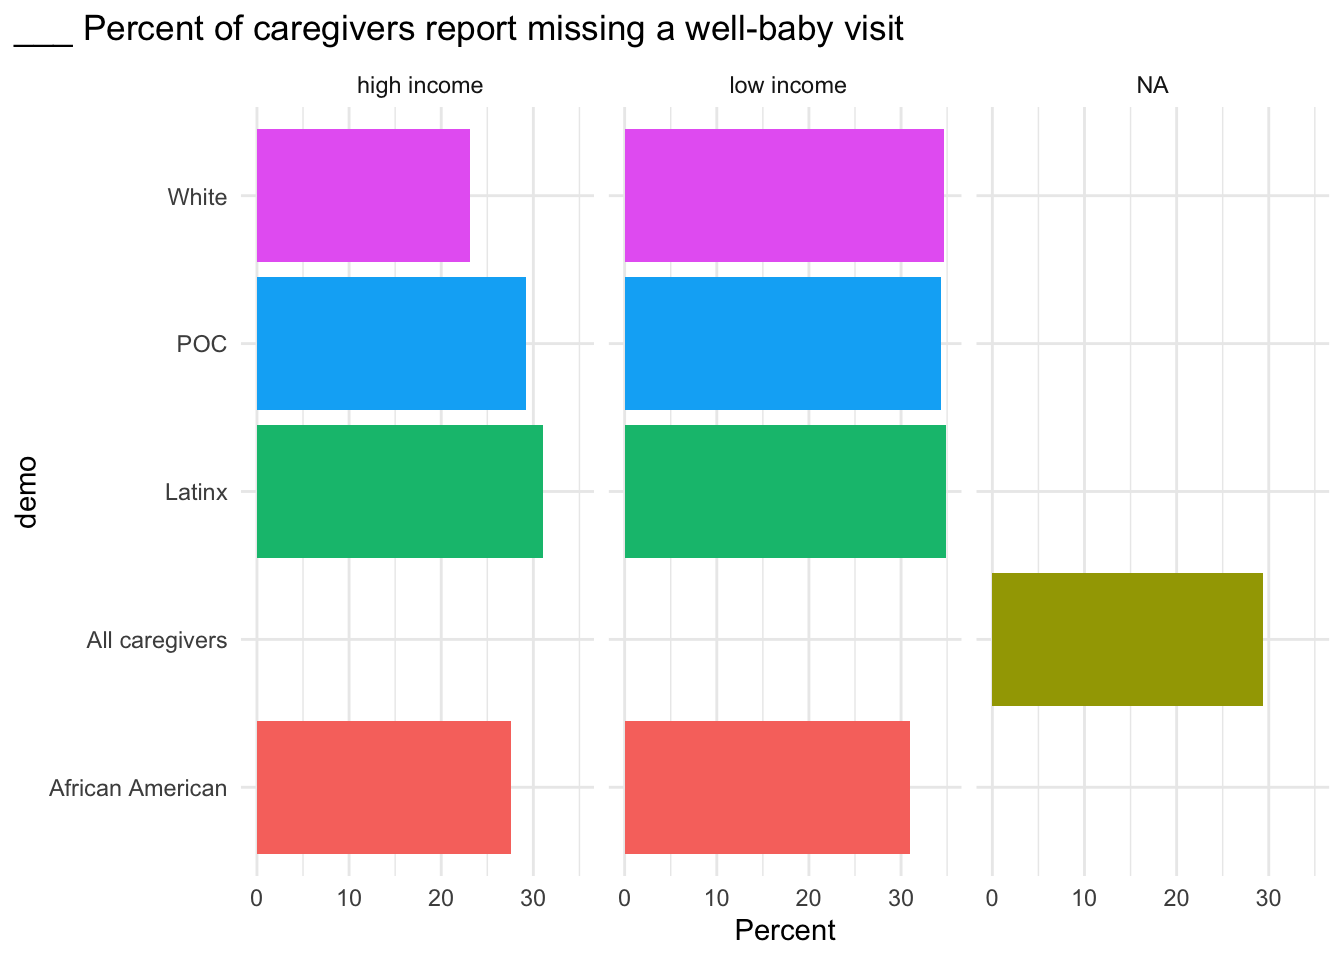 ___ Percent of caregivers report missing a well-baby visit
high income
low income
NA
White
POC
Latinx
All caregivers
African American
demo
0 10 20 30 0 10 20 30 0 10 20 30
Percent